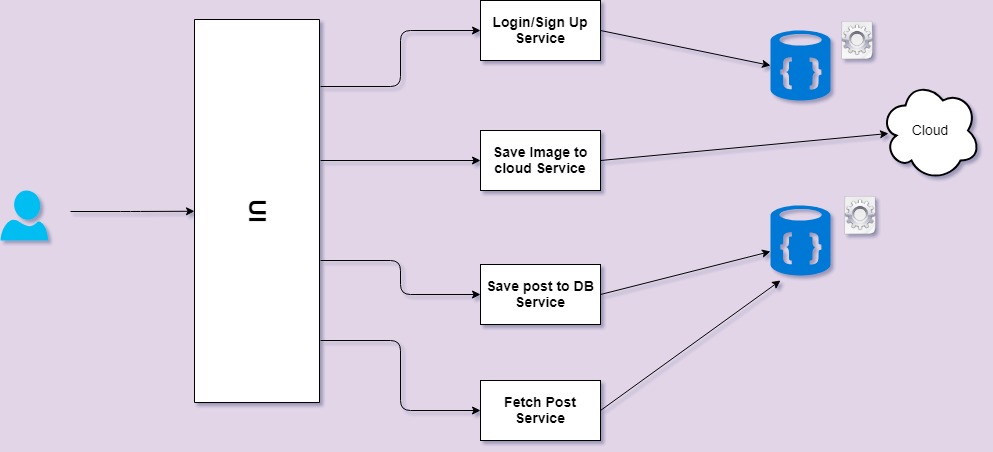 Login/Sign Up
Service
Save Image to
cloud Service
Cloud
UI
Save post to DB
Service
Fetch Post
Service